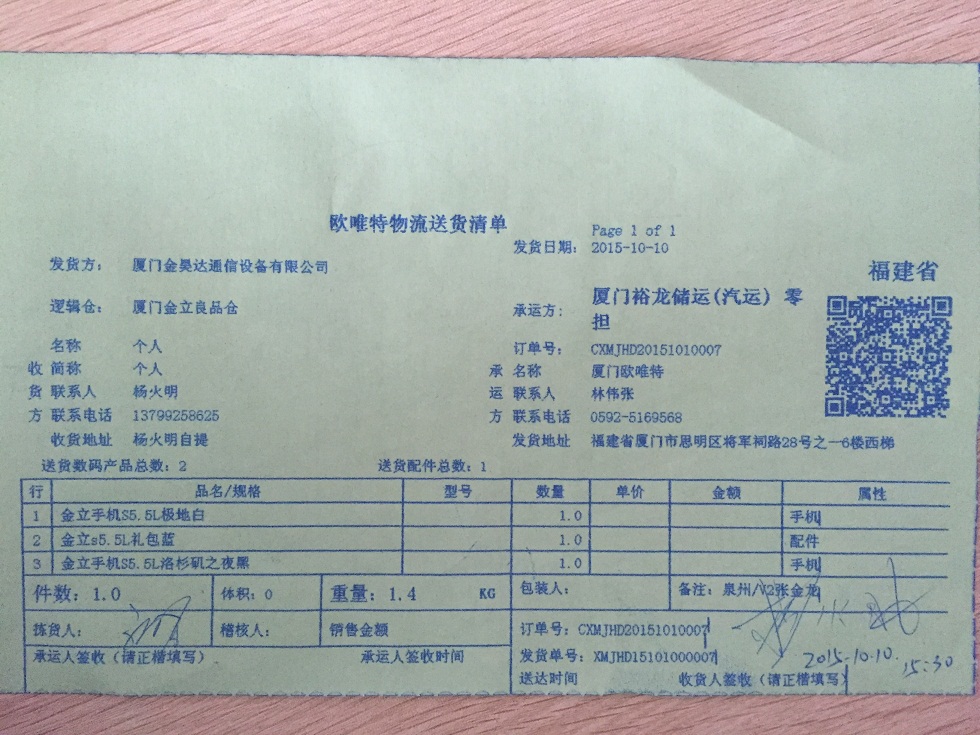 欧唯特物流送货清单
Page 1 of 1
发货日期: 2015-10-10
发货方: 厦门金昊达通信设备有限公司
福建省
逻辑仓: 厦门金立良品仓
承运方: 厦门裕龙储运(汽运) 零担
名称 个人
订单号: CXMJHD20151010007
收 简称 个人
承 名称 厦门欧唯特
货 联系人 杨火明
运 联系人 林伟张
方 联系电话 13799258625
方 联系电话 0592-5169568
收货地址 杨火明自提
发货地址 福建省厦门市思明区将军祠路28号之一6楼西梯
送货数码产品总数: 2 送货配件总数: 1
行 品名/规格 型号 数量 单价 金额 属性
1 金立手机S5.5L极地白 1.0 手机
2 金立s5.5L礼包蓝 1.0 配件
3 金立手机S5.5L洛杉矶之夜黑 1.0 手机
件数: 1.0 体积: 0 重量: 1.4 KG 包装人: 备注: 泉州/V2张金龙
拣货人: 稽核人: 销售金额 订单号: CXMJHD20151010007
承运人签收(请正楷填写) 承运人签收时间 发货单号: XMJHD15101000007
杨火明
2015.10.10. 15:30
送达时间 收货人签收(请正楷填写)